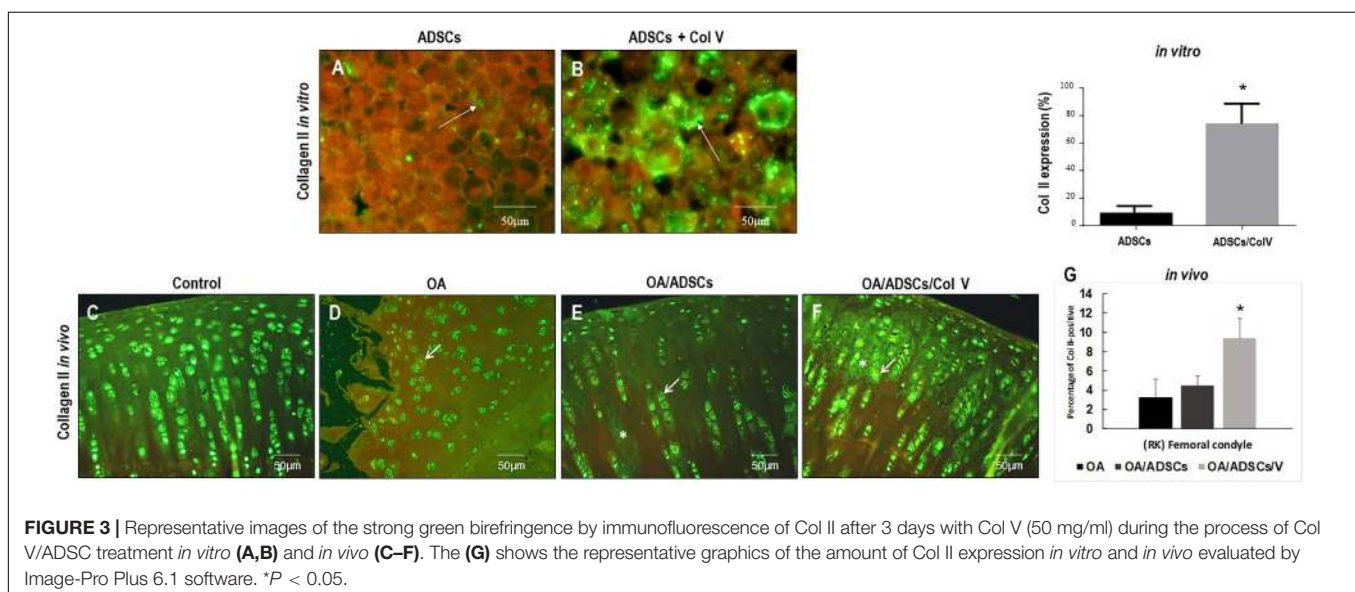 ADSCs
ADSCs + Col V
Collagen II in vitro
A
50μm
B
50μm
in vitro
Col II expression (%)
100
80
60
40
20
0
*
ADSCs
ADSCs/ColV
Control
OA
OA/ADSCs
OA/ADSCs/Col V
Collagen II in vivo
C
50μm
D
50μm
E
*
50μm
F
*
50μm
G
in vivo
Percentage of Col II-positive
14
12
10
8
6
4
2
0
*
(RK) Femoral condyle
OA OA/ADSCs OA/ADSCs/V
FIGURE 3 | Representative images of the strong green birefringence by immunofluorescence of Col II after 3 days with Col V (50 mg/ml) during the process of Col
V/ADSC treatment in vitro (A,B) and in vivo (C–F). The (G) shows the representative graphics of the amount of Col II expression in vitro and in vivo evaluated by
Image-Pro Plus 6.1 software. *P < 0.05.